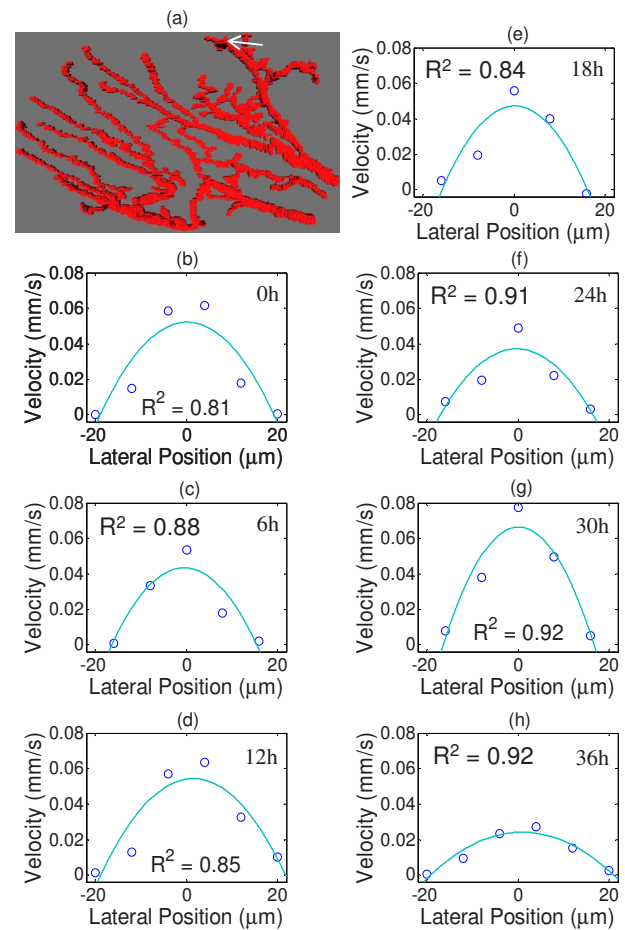 (a)
(e)
R² = 0.84
18h
0.08
0.06
0.04
0.02
0
Velocity (mm/s)
-20
0
20
Lateral Position (μm)
(b)
0h
0.08
0.06
0.04
0.02
0
Velocity (mm/s)
R² = 0.81
-20
0
20
Lateral Position (μm)
(f)
R² = 0.91
24h
0.08
0.06
0.04
0.02
0
Velocity (mm/s)
-20
0
20
Lateral Position (μm)
(c)
R² = 0.88
6h
0.08
0.06
0.04
0.02
0
Velocity (mm/s)
-20
0
20
Lateral Position (μm)
(g)
30h
0.08
0.06
0.04
0.02
0
Velocity (mm/s)
R² = 0.92
-20
0
20
Lateral Position (μm)
(d)
12h
0.08
0.06
0.04
0.02
0
Velocity (mm/s)
R² = 0.85
-20
0
20
Lateral Position (μm)
(h)
R² = 0.92
36h
0.08
0.06
0.04
0.02
0
Velocity (mm/s)
-20
0
20
Lateral Position (μm)